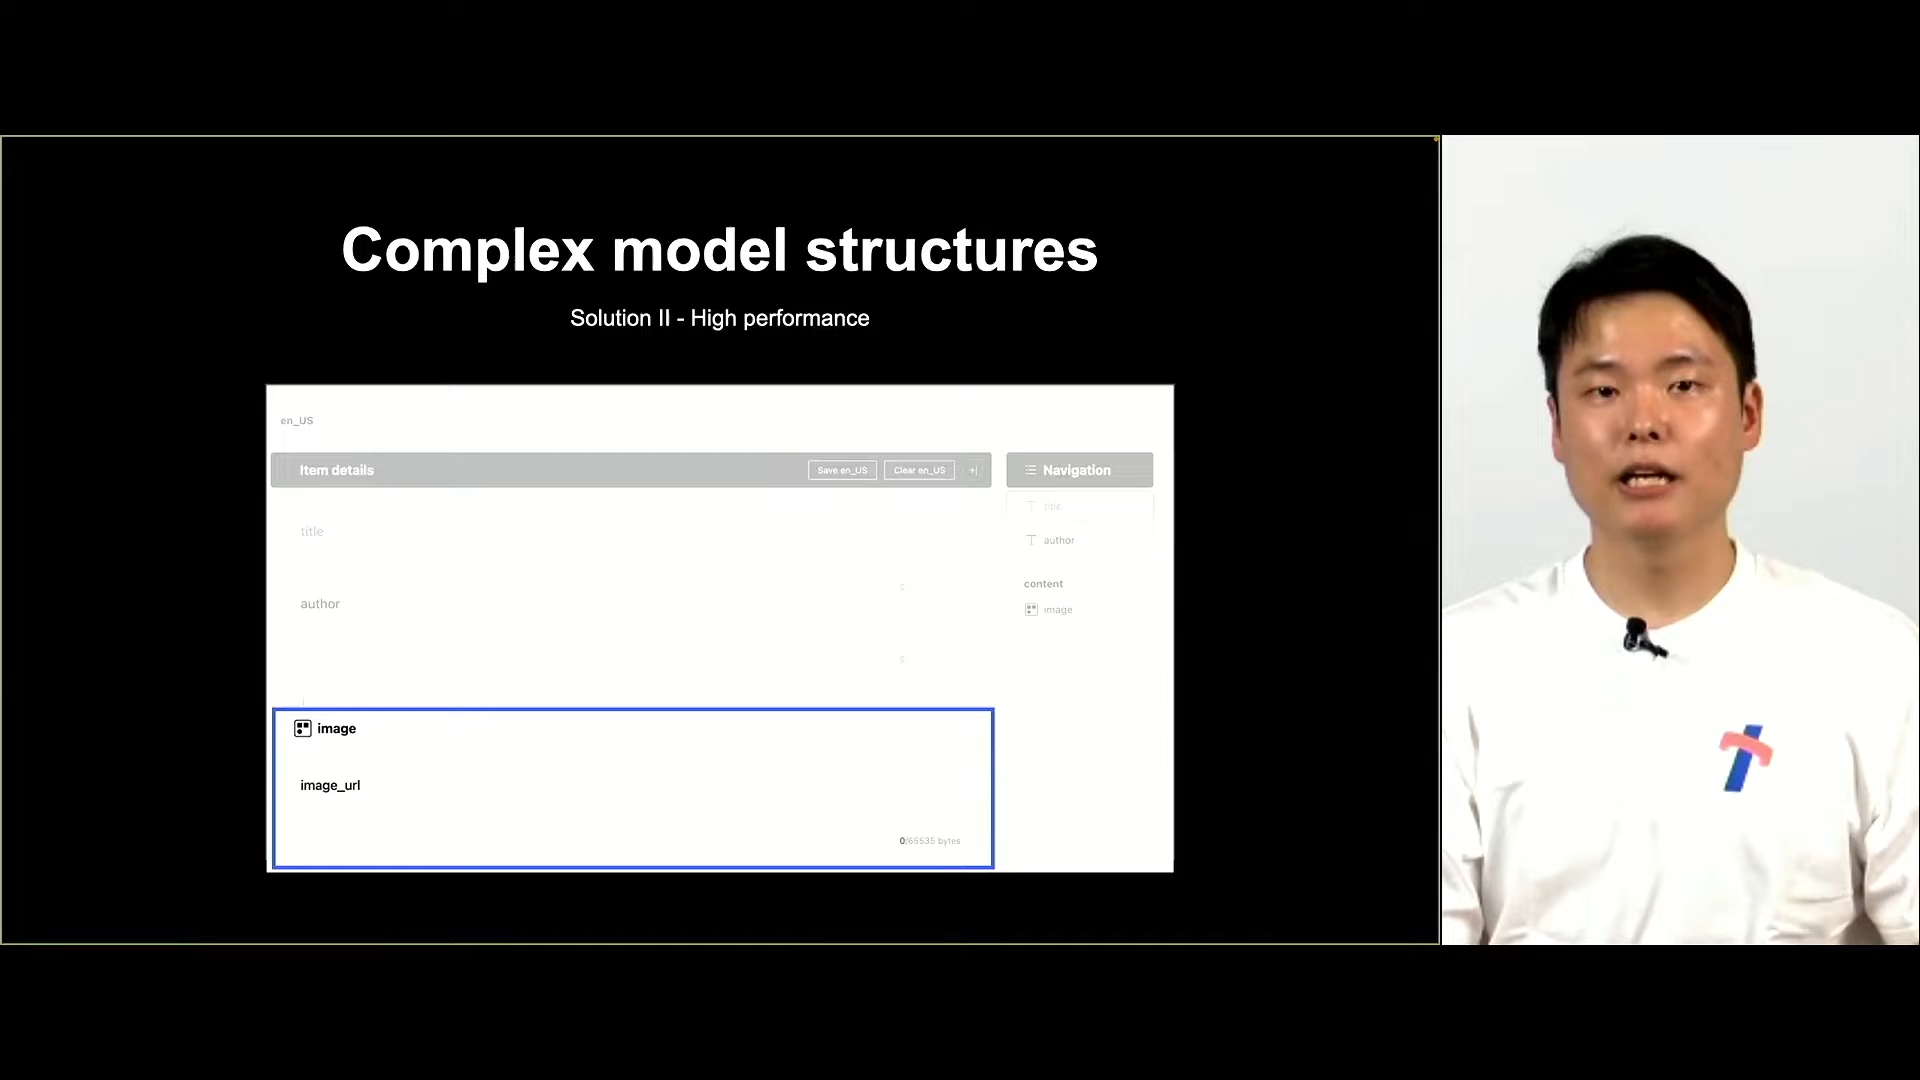 Complex model structures
Solution II - High performance
en_US
Item details
Save en_US
Clear en_US
Navigation
title
title
author
content
author
image
image
image_url
0/65535 bytes